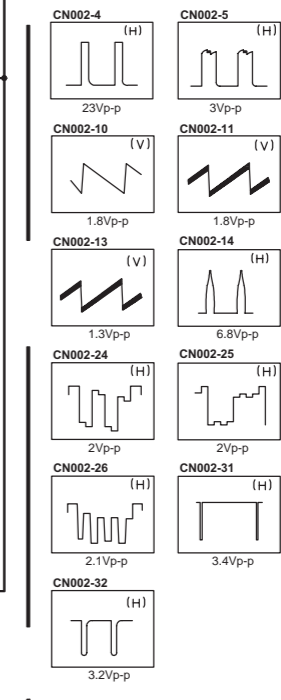 CN002-4 CN002-5
(H) (H)
23Vp-p 3Vp-p
CN002-10 CN002-11
(V) (V)
1.8Vp-p 1.8Vp-p
CN002-13 CN002-14
(V) (H)
1.3Vp-p 6.8Vp-p
CN002-24 CN002-25
(H) (H)
2Vp-p 2Vp-p
CN002-26 CN002-31
(H) (H)
2.1Vp-p 3.4Vp-p
CN002-32
(H)
3.2Vp-p